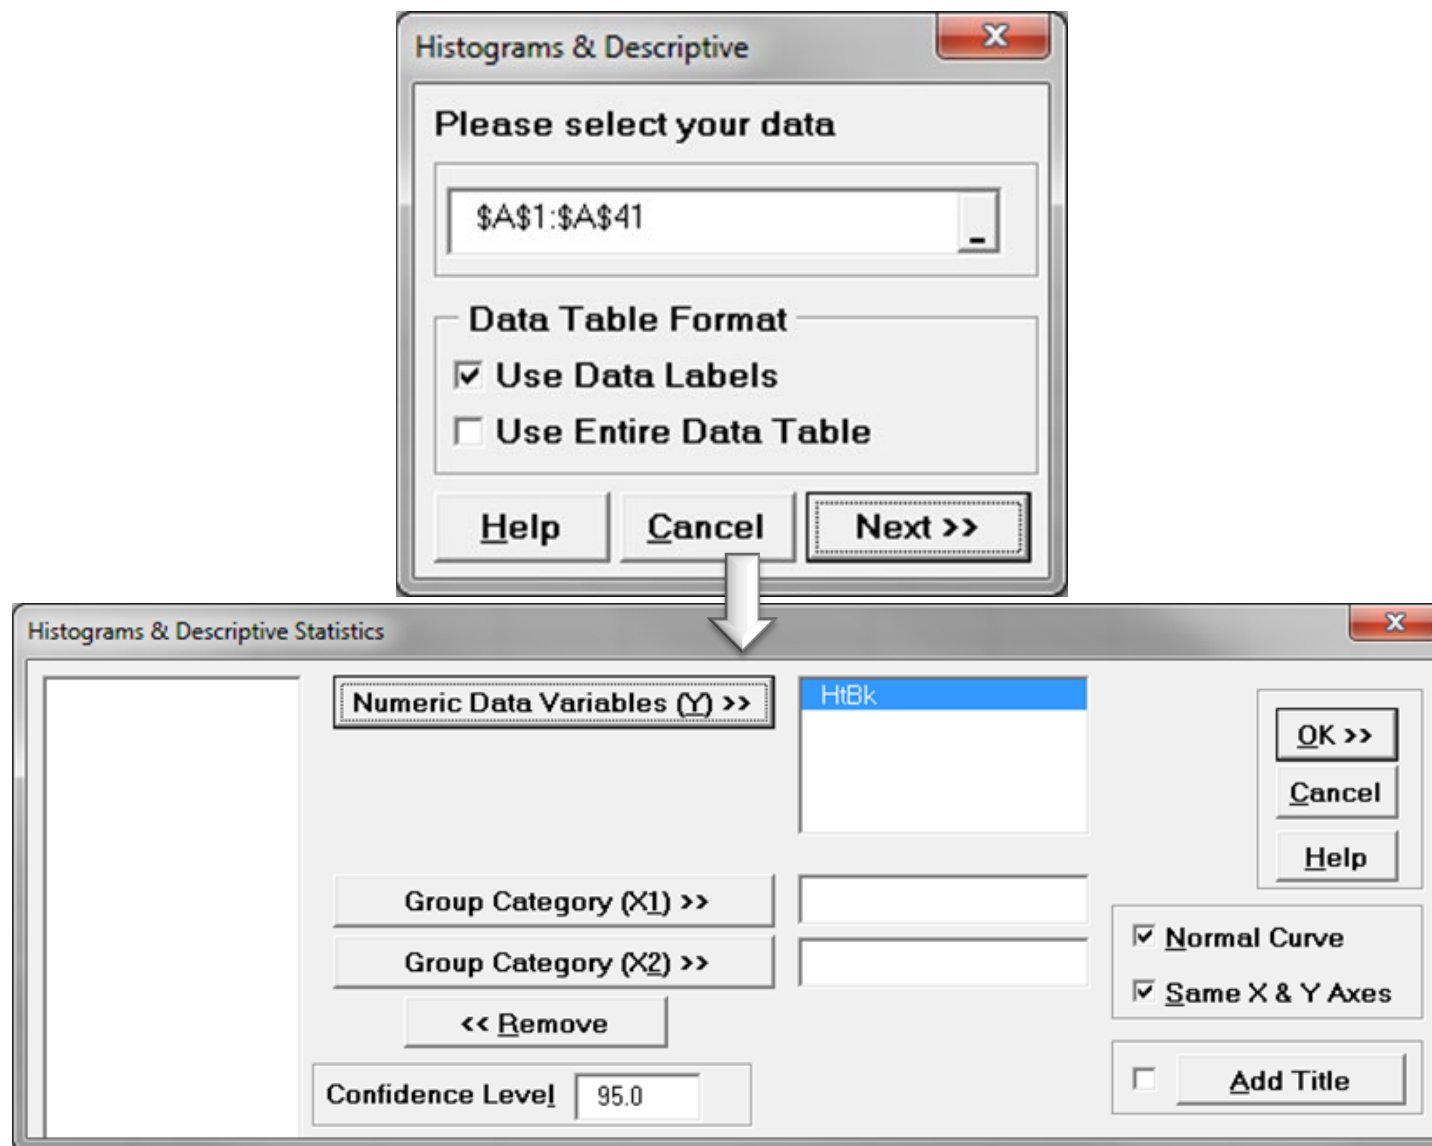 Histograms & Descriptive
Please select your data
$A$1:$A$41
Data Table Format
Use Data Labels
Use Entire Data Table
Help Cancel Next >>
Histograms & Descriptive Statistics
Numeric Data Variables (Y) >>
HtBk
OK >>
Cancel
Help
Group Category (X1) >>
Group Category (X2) >>
<< Remove
Normal Curve
Same X & Y Axes
Confidence Level 95.0
Add Title